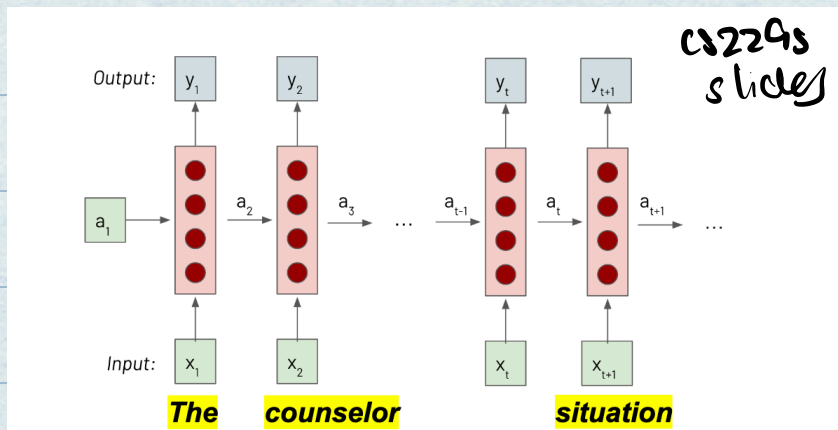 cs229s
slides
Output: y₁ y₂ yₜ yₜ₊₁
a₁ a₂ a₃ ... aₜ₋₁ aₜ aₜ₊₁ ...
Input: x₁ x₂ xₜ xₜ₊₁
The counselor situation